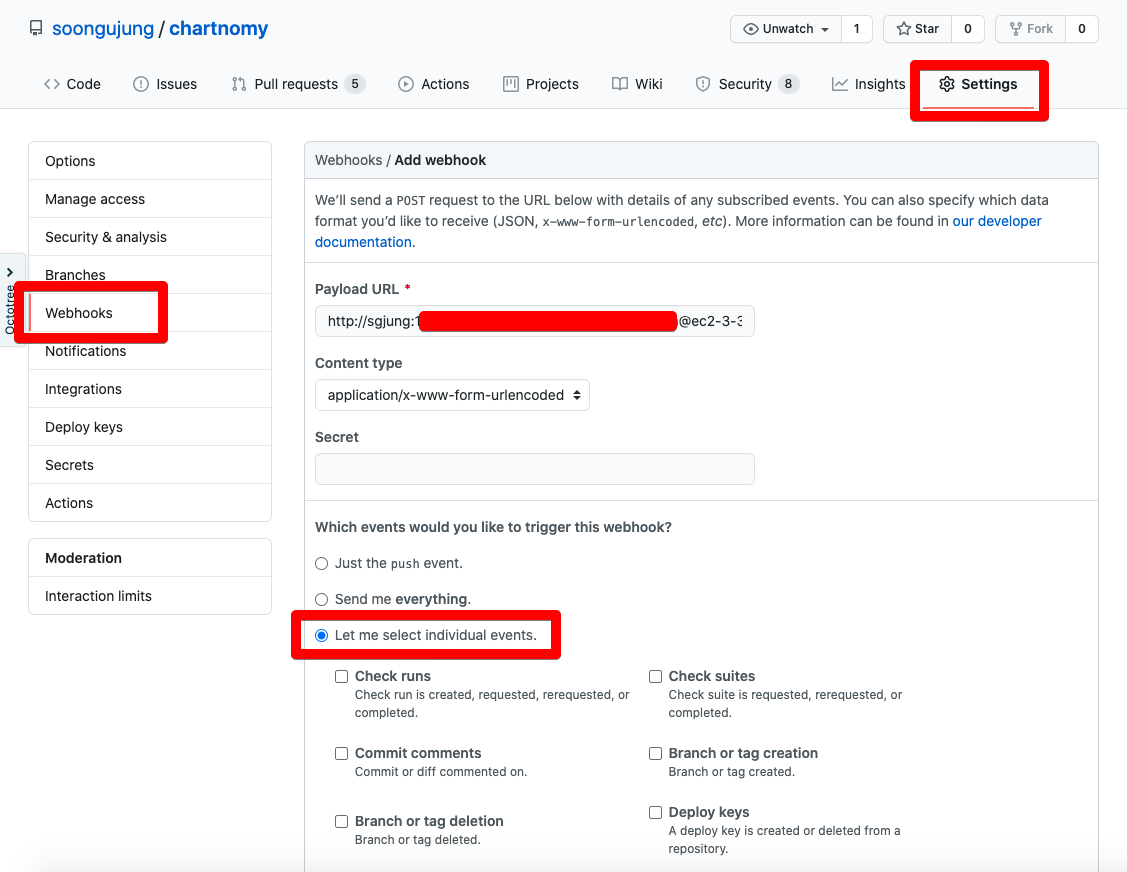 soongujung / chartnomy
Unwatch 1 Star 0 Fork 0
Code Issues Pull requests 5 Actions Projects Wiki Security 8 Insights Settings
Octotree
Options
Manage access
Security & analysis
Branches
Webhooks
Notifications
Integrations
Deploy keys
Secrets
Actions
Moderation
Interaction limits
Webhooks / Add webhook
We'll send a POST request to the URL below with details of any subscribed events. You can also specify which data
format you'd like to receive (JSON, x-www-form-urlencoded, etc). More information can be found in our developer
documentation.
Payload URL *
http://sgjung:1 @ec2-3-3
Content type
application/x-www-form-urlencoded
Secret
Which events would you like to trigger this webhook?
Just the push event.
Send me everything.
Let me select individual events.
Check runs
Check run is created, requested, rerequested, or
completed.
Check suites
Check suite is requested, rerequested, or
completed.
Commit comments
Commit or diff commented on.
Branch or tag creation
Branch or tag created.
Branch or tag deletion
Branch or tag deleted.
Deploy keys
A deploy key is created or deleted from a
repository.